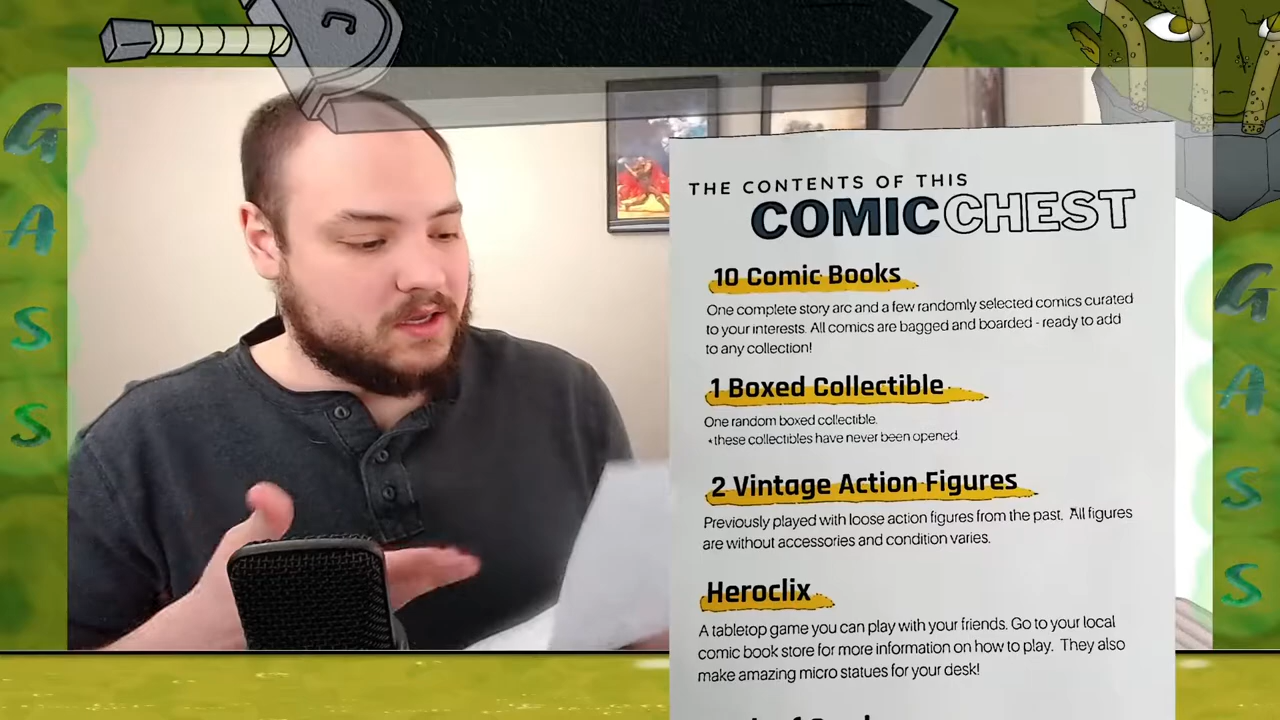 G
A
S
S
THE CONTENTS OF THIS
COMICCHEST
10 Comic Books
One complete story arc and a few randomly selected comics curated
to your interests. All comics are bagged and boarded - ready to add
to any collection!
1 Boxed Collectible
One random boxed collectible.
*these collectibles have never been opened.
2 Vintage Action Figures
Previously played with loose action figures from the past. All figures
are without accessories and condition varies.
Heroclix
A tabletop game you can play with your friends. Go to your local
comic book store for more information on how to play. They also
make amazing micro statues for your desk!
G
A
S
S